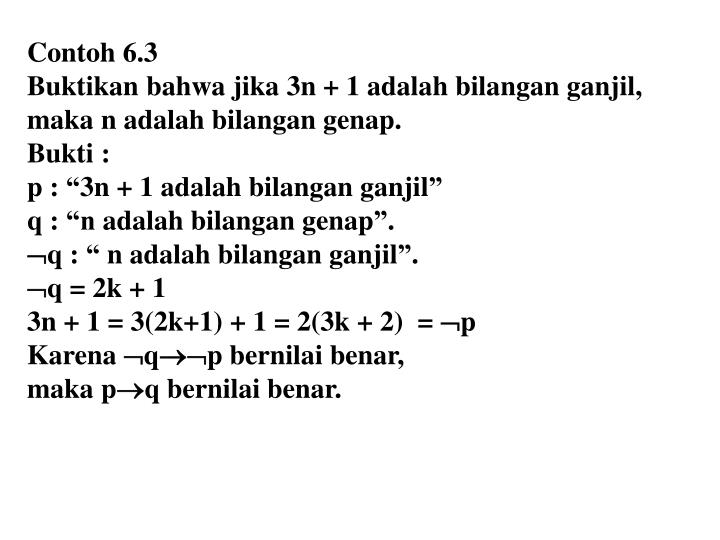 Contoh 6.3
Buktikan bahwa jika 3n + 1 adalah bilangan ganjil,
maka n adalah bilangan genap.
Bukti :
p : “3n + 1 adalah bilangan ganjil”
q : “n adalah bilangan genap”.
¬q : “ n adalah bilangan ganjil”.
¬q = 2k + 1
3n + 1 = 3(2k+1) + 1 = 2(3k + 2)  = ¬p
Karena ¬q→¬p bernilai benar,
maka p→q bernilai benar.